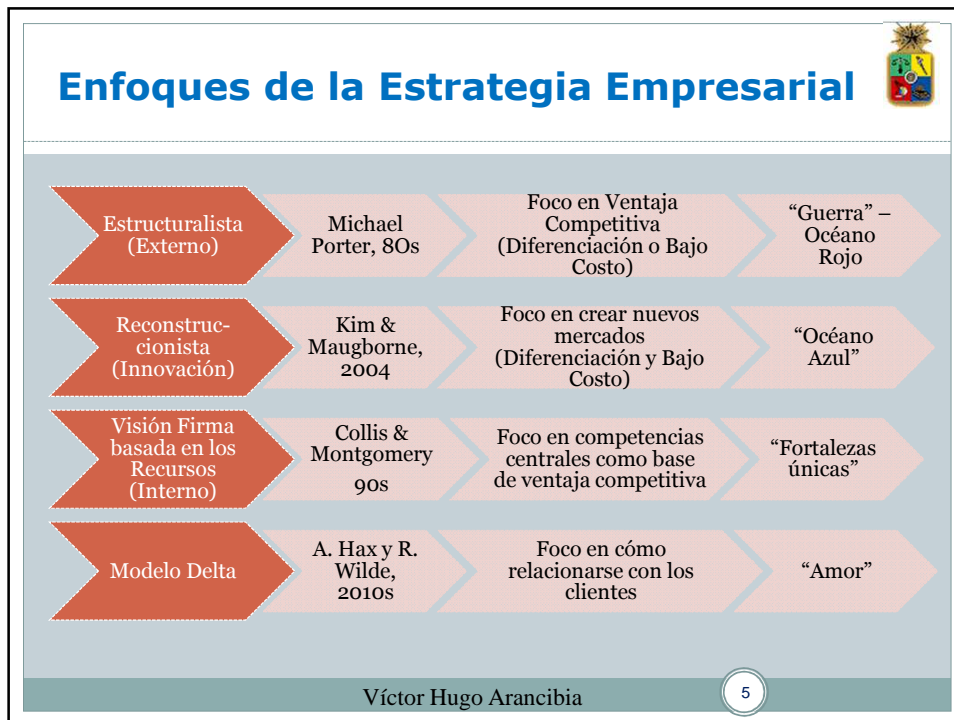 Enfoques de la Estrategia Empresarial
Estructuralista
(Externo)
Michael
Porter, 8Os
Foco en Ventaja
Competitiva
(Diferenciación o Bajo
Costo)
“Guerra” –
Océano
Rojo
Reconstruc-
cionista
(Innovación)
Kim &
Maugborne,
2004
Foco en crear nuevos
mercados
(Diferenciación y Bajo
Costo)
“Océano
Azul”
Visión Firma
basada en los
Recursos
(Interno)
Collis &
Montgomery
90s
Foco en competencias
centrales como base
de ventaja competitiva
“Fortalezas
únicas”
Modelo Delta
A. Hax y R.
Wilde,
2010s
Foco en cómo
relacionarse con los
clientes
“Amor”
Víctor Hugo Arancibia
5